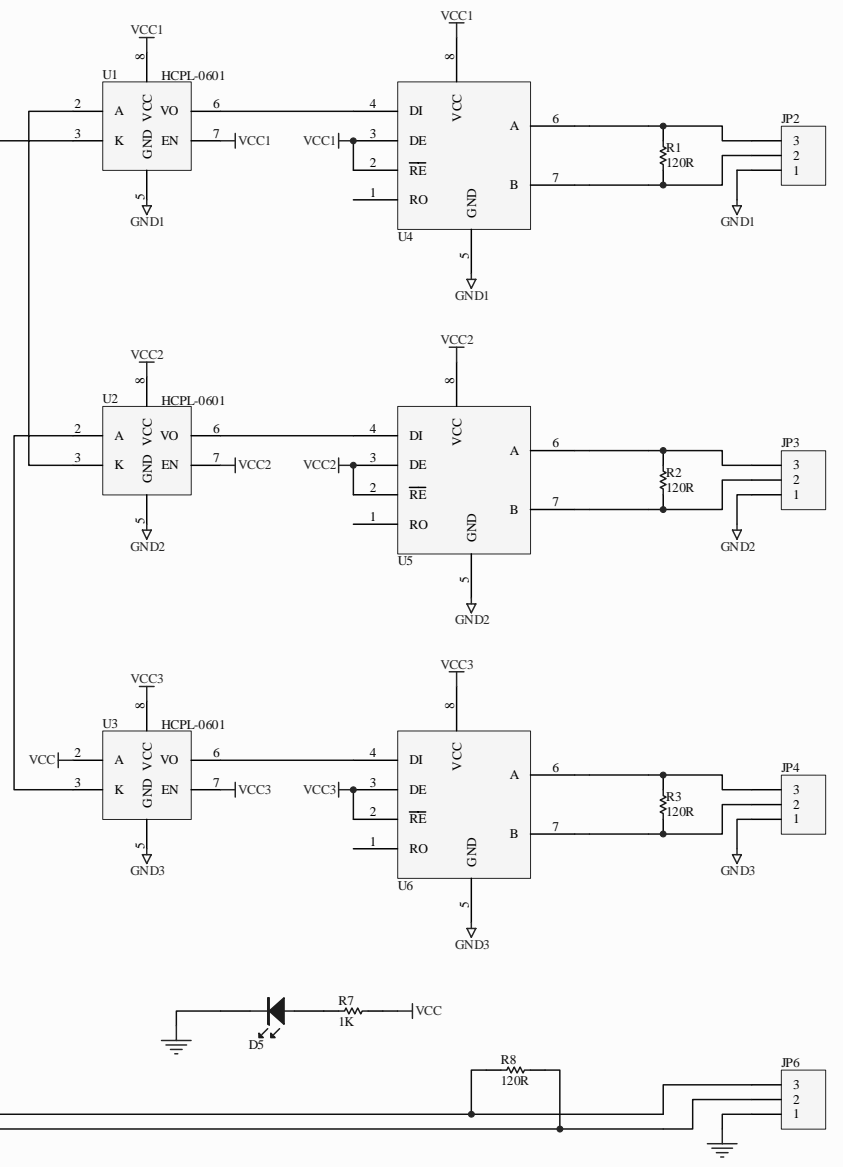 VCC1
VCC1
8
8
U1 HCPL-0601
2 A VCC VO 6
4 DI VCC
A 6
JP2
3 K GND EN 7 VCC1
VCC1 3 DE
R1
120R
3
2
1
2 RE
B 7
5
GND1
1 RO GND
GND1
U4
5
GND1
VCC2
VCC2
8
8
U2 HCPL-0601
2 A VCC VO 6
4 DI VCC
A 6
JP3
3 K GND EN 7 VCC2
VCC2 3 DE
R2
120R
3
2
1
2 RE
B 7
5
GND2
1 RO GND
GND2
U5
5
GND2
VCC3
VCC3
8
8
U3 HCPL-0601
VCC 2 A VCC VO 6
4 DI VCC
A 6
JP4
3 K GND EN 7 VCC3
VCC3 3 DE
R3
120R
3
2
1
2 RE
B 7
5
GND3
1 RO GND
GND3
U6
5
GND3
R7
1K
VCC
D5
R8
120R
JP6
3
2
1